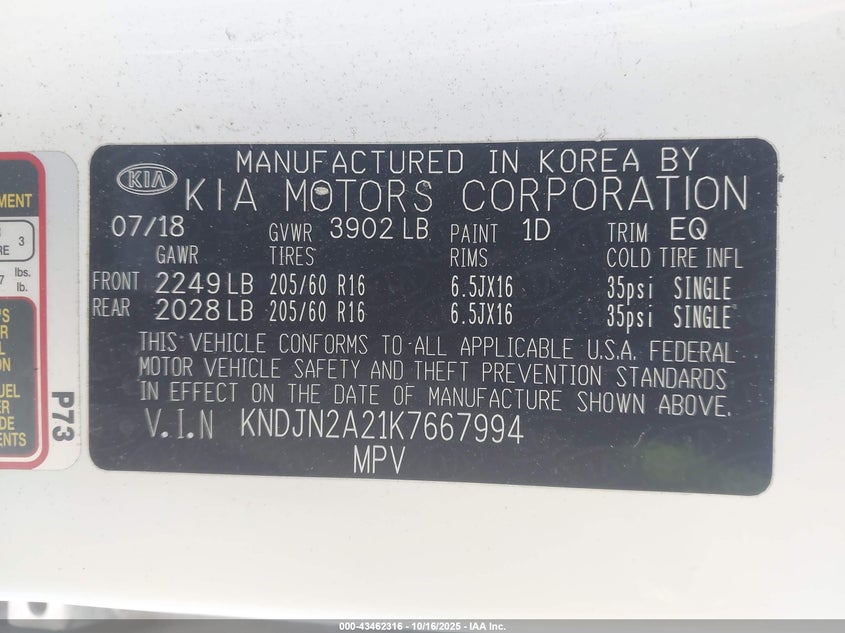 MANUFACTURED IN KOREA BY
KIA KIA MOTORS CORPORATION
07/18 GVWR 3902 LB PAINT 1D TRIM EQ
GAWR TIRES RIMS COLD TIRE INFL
FRONT 2249 LB 205/60 R16 6.5JX16 35psi SINGLE
REAR 2028 LB 205/60 R16 6.5JX16 35psi SINGLE
THIS VEHICLE CONFORMS TO ALL APPLICABLE U.S.A. FEDERAL
MOTOR VEHICLE SAFETY AND THEFT PREVENTION STANDARDS
IN EFFECT ON THE DATE OF MANUFACTURE SHOWN ABOVE.
V.I.N KNDJN2A21K7667994
MPV
MENT
3
lbs.
lb.
P73
000-43462316 - 10/16/2025 - IAA Inc.